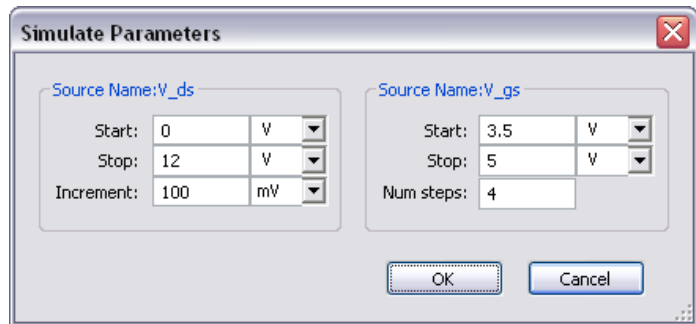 Simulate Parameters
Source Name:V_ds
Start: 0 V
Stop: 12 V
Increment: 100 mV
Source Name:V_gs
Start: 3.5 V
Stop: 5 V
Num steps: 4
OK Cancel